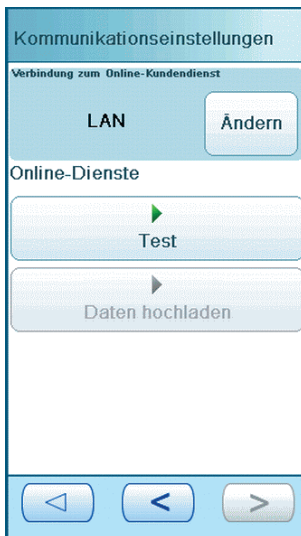 Kommunikationseinstellungen
Verbindung zum Online-Kundendienst
LAN
Ändern
Online-Dienste
Test
Daten hochladen